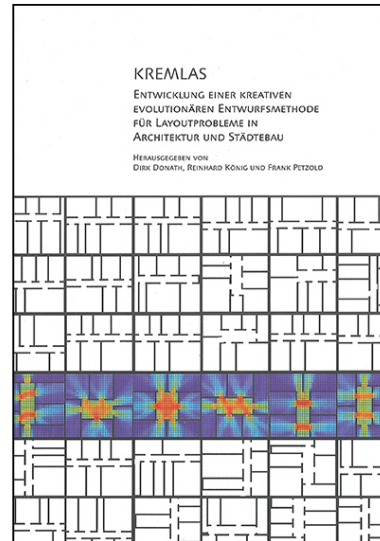 KREMLAS
ENTWICKLUNG EINER KREATIVEN
EVOLUTIONÄREN ENTWURFSMETHODE
FÜR LAYOUTPROBLEME IN
ARCHITEKTUR UND STÄDTEBAU
HERAUSGEGEBEN VON
DIRK DONATH, REINHARD KÖNIG UND FRANK PETZOLD